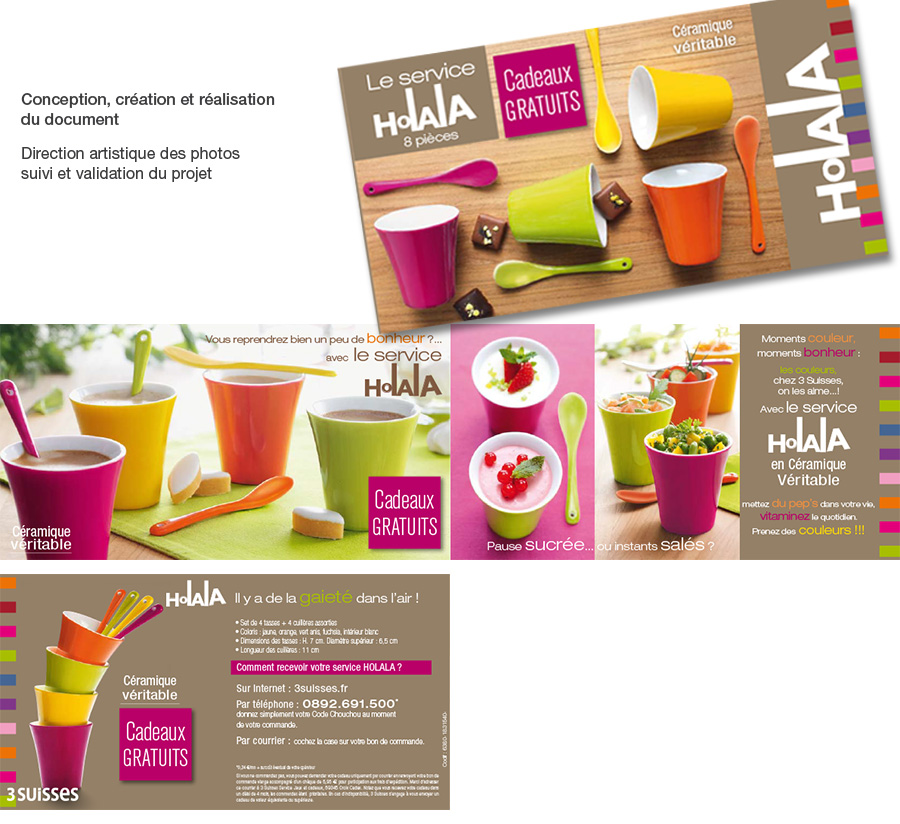 Conception, création et réalisation
du document
Direction artistique des photos
suivi et validation du projet
Le service
HOLALA
8 pièces
Cadeaux
GRATUITS
Céramique
véritable
HOLALA
Vous reprendrez bien un peu de bonheur ?...
avec le service
HOLALA
Cadeaux
GRATUITS
Céramique
véritable
Pause sucrée... ou instants salés ?
Moments couleur,
moments bonheur :
les couleurs,
chez 3 Suisses,
on les aime...!
Avec le service
HOLALA
en Céramique
Véritable
mettez du pep's dans votre vie,
vitaminez le quotidien.
Prenez des couleurs !!!
HOLALA
Il y a de la gaieté dans l'air !
• Set de 4 tasses + 4 cuillères assorties
• Coloris : jaune, orange, vert anis, fuchsia, intérieur blanc
• Dimensions des tasses : H. 7 cm. Diamètre supérieur : 6,5 cm
• Longueur des cuillères : 11 cm
Comment recevoir votre service HOLALA ?
Sur Internet : 3suisses.fr
Par téléphone : 0892.691.500*
donnez simplement votre Code Chouchou au moment
de votre commande.
Par courrier : cochez la case sur votre bon de commande.
Céramique
véritable
Cadeaux
GRATUITS
3SUISSES